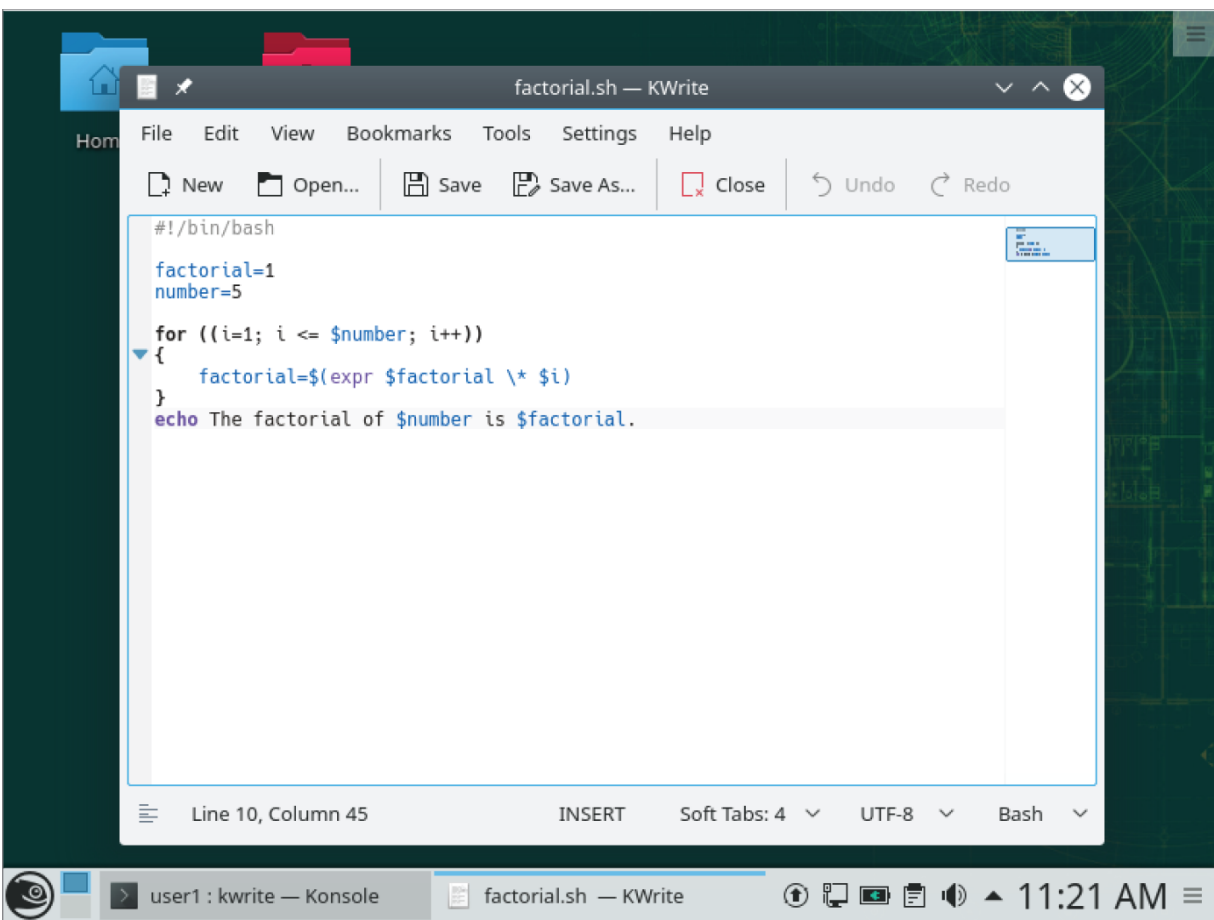 factorial.sh — KWrite
Hom
File Edit View Bookmarks Tools Settings Help
New Open... Save Save As... Close Undo Redo
#!/bin/bash
factorial=1
number=5
for ((i=1; i <= $number; i++))
{
    factorial=$(expr $factorial \* $i)
}
echo The factorial of $number is $factorial.
Line 10, Column 45 INSERT Soft Tabs: 4 UTF-8 Bash
user1 : kwrite — Konsole factorial.sh — KWrite 11:21 AM